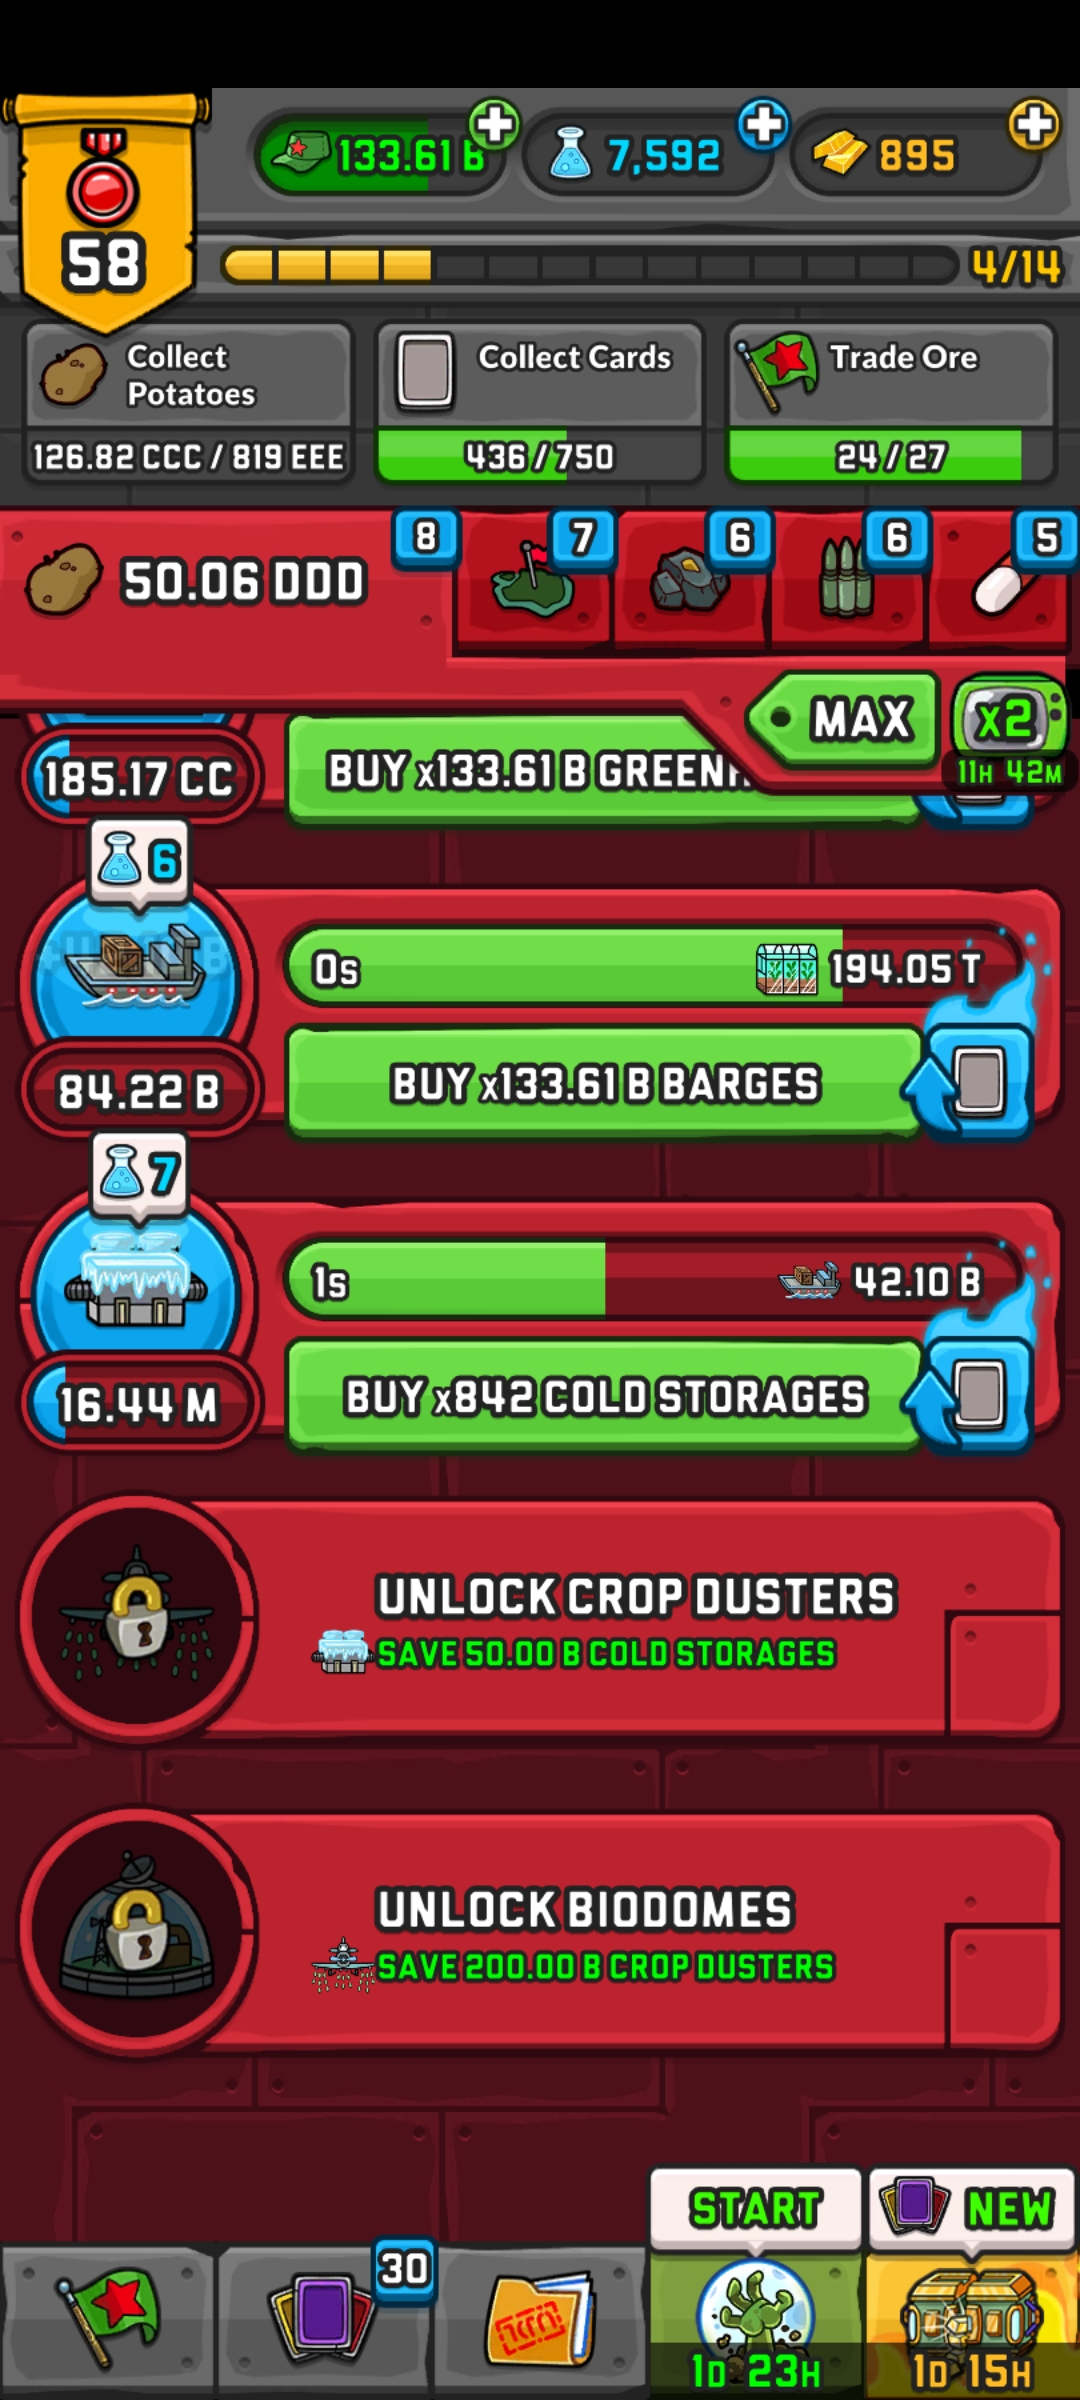 58
133.61 B
7,592
895
4/14
Collect Potatoes
126.82 CCC / 819 EEE
Collect Cards
436 / 750
Trade Ore
24 / 27
50.06 DDD
8
7
6
6
5
MAX
x2
11H 42M
185.17 CC
BUY x133.61 B
6
0s
194.05 T
84.22 B
BUY x133.61 B BARGES
7
1s
42.10 B
16.44 M
BUY x842 COLD STORAGES
UNLOCK CROP DUSTERS
SAVE 50.00 B COLD STORAGES
UNLOCK BIODOMES
SAVE 200.00 B CROP DUSTERS
START
NEW
30
1D 23H
1D 15H